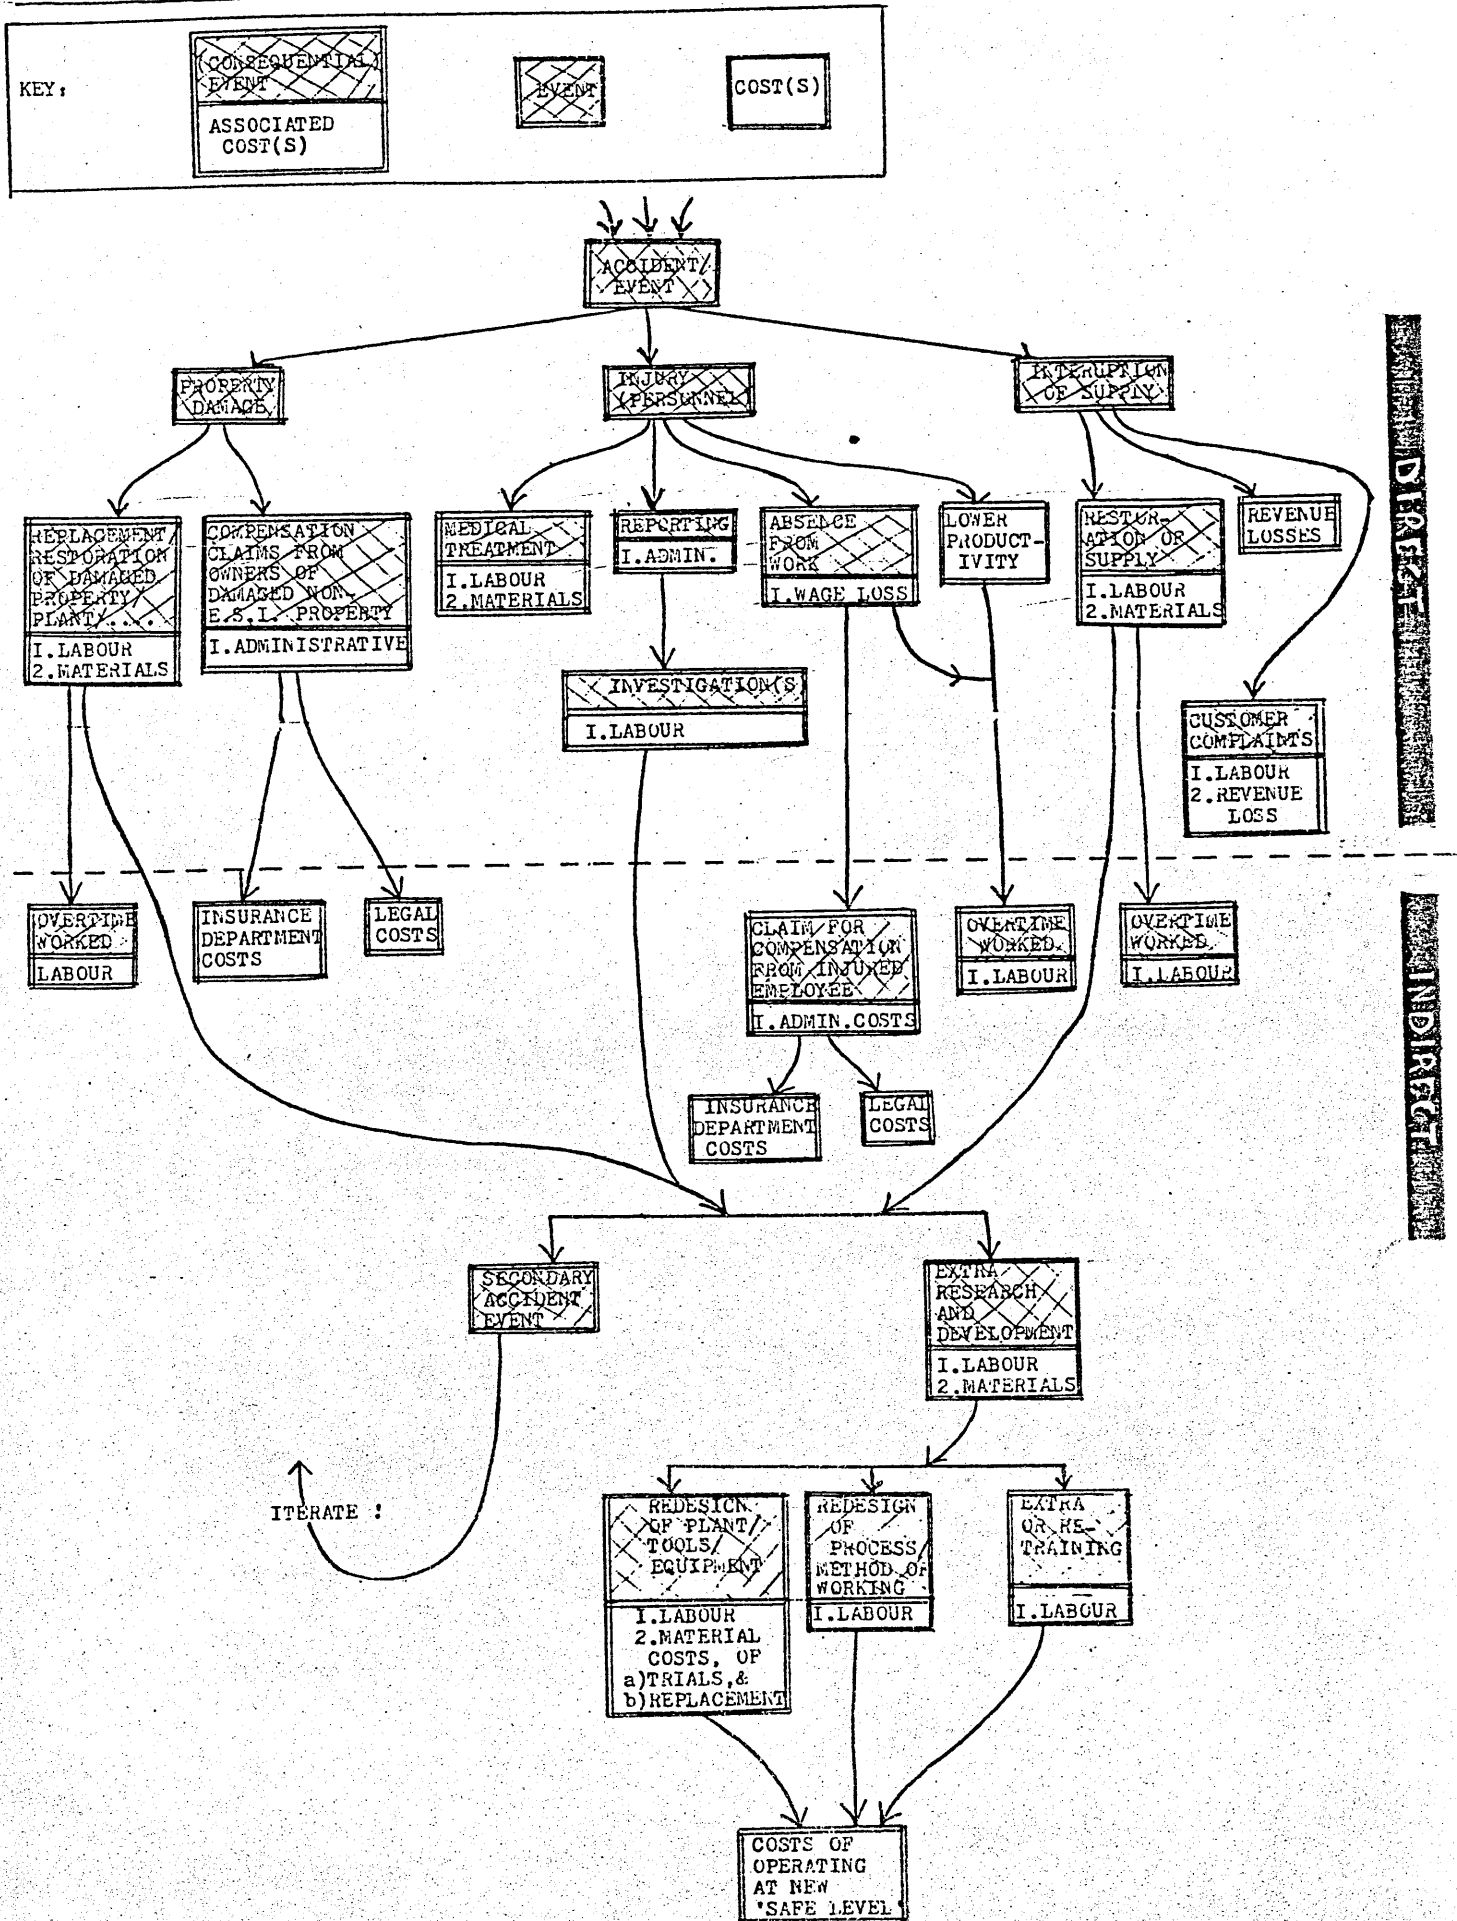 KEY:
(CONSEQUENTIAL)
EVENT
ASSOCIATED
COST(S)
EVENT
COST(S)
ACCIDENT/
EVENT
PROPERTY
DAMAGE
INJURY
(PERSONNEL
INTERUPTION
OF SUPPLY
DIRECT
REPLACEMENT/
RESTORATION
OF DAMAGED
PROPERTY/
PLANT/....
I.LABOUR
2.MATERIALS
COMPENSATION
CLAIMS FROM
OWNERS OF
DAMAGED NON-
E.S.I. PROPERTY
I.ADMINISTRATIVE
MEDICAL
TREATMENT
I.LABOUR
2.MATERIALS
REPORTING
I.ADMIN.
ABSENCE
FROM
WORK
I.WAGE LOSS
LOWER
PRODUCT-
IVITY
RESTOR-
ATION OF
SUPPLY
I.LABOUR
2.MATERIALS
REVENUE
LOSSES
INVESTIGATION(S)
I.LABOUR
CUSTOMER
COMPLAINTS
I.LABOUR
2.REVENUE
LOSS
OVERTIME
WORKED
LABOUR
INSURANCE
DEPARTMENT
COSTS
LEGAL
COSTS
CLAIM FOR
COMPENSATION
FROM INJURED
EMPLOYEE
I.ADMIN.COSTS
OVERTIME
WORKED.
I.LABOUR
OVERTIME
WORKED.
I.LABOUR
INDIRECT
INSURANCE
DEPARTMENT
COSTS
LEGAL
COSTS
SECONDARY
ACCIDENT
EVENT
EXTRA
RESEARCH
AND
DEVELOPMENT
I.LABOUR
2.MATERIALS
ITERATE !
REDESIGN
OF PLANT/
TOOLS/
EQUIPMENT
I.LABOUR
2.MATERIAL
COSTS, OF
a)TRIALS,&
b)REPLACEMENT
REDESIGN
OF
PROCESS/
METHOD OF
WORKING
I.LABOUR
EXTRA
OR RE-
TRAINING
I.LABOUR
COSTS OF
OPERATING
AT NEW
'SAFE LEVEL'